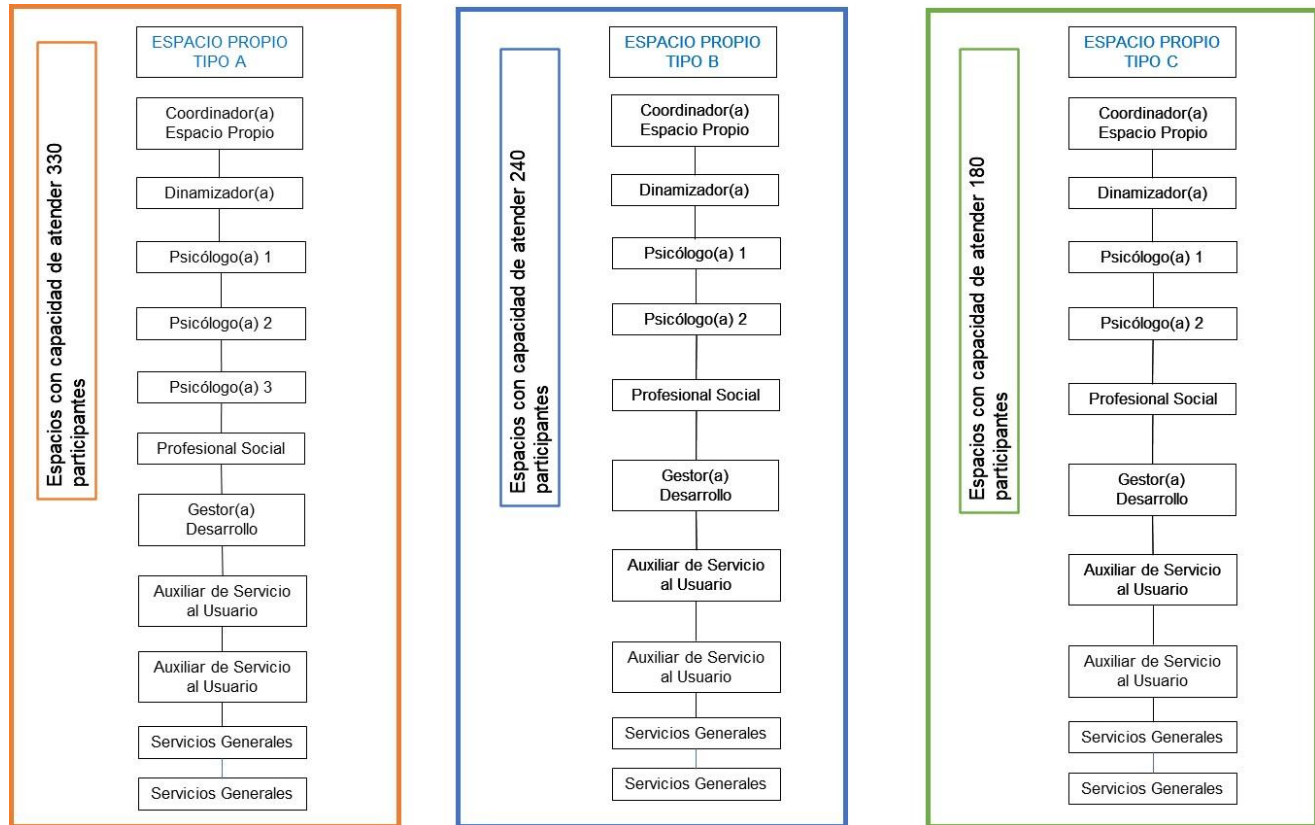 Espacios con capacidad de atender 330
participantes
ESPACIO PROPIO
TIPO A
Coordinador(a)
Espacio Propio
Dinamizador(a)
Psicólogo(a) 1
Psicólogo(a) 2
Psicólogo(a) 3
Profesional Social
Gestor(a)
Desarrollo
Auxiliar de Servicio
al Usuario
Auxiliar de Servicio
al Usuario
Servicios Generales
Servicios Generales
Espacios con capacidad de atender 240
participantes
ESPACIO PROPIO
TIPO B
Coordinador(a)
Espacio Propio
Dinamizador(a)
Psicólogo(a) 1
Psicólogo(a) 2
Profesional Social
Gestor(a)
Desarrollo
Auxiliar de Servicio
al Usuario
Auxiliar de Servicio
al Usuario
Servicios Generales
Servicios Generales
Espacios con capacidad de atender 180
participantes
ESPACIO PROPIO
TIPO C
Coordinador(a)
Espacio Propio
Dinamizador(a)
Psicólogo(a) 1
Psicólogo(a) 2
Profesional Social
Gestor(a)
Desarrollo
Auxiliar de Servicio
al Usuario
Auxiliar de Servicio
al Usuario
Servicios Generales
Servicios Generales